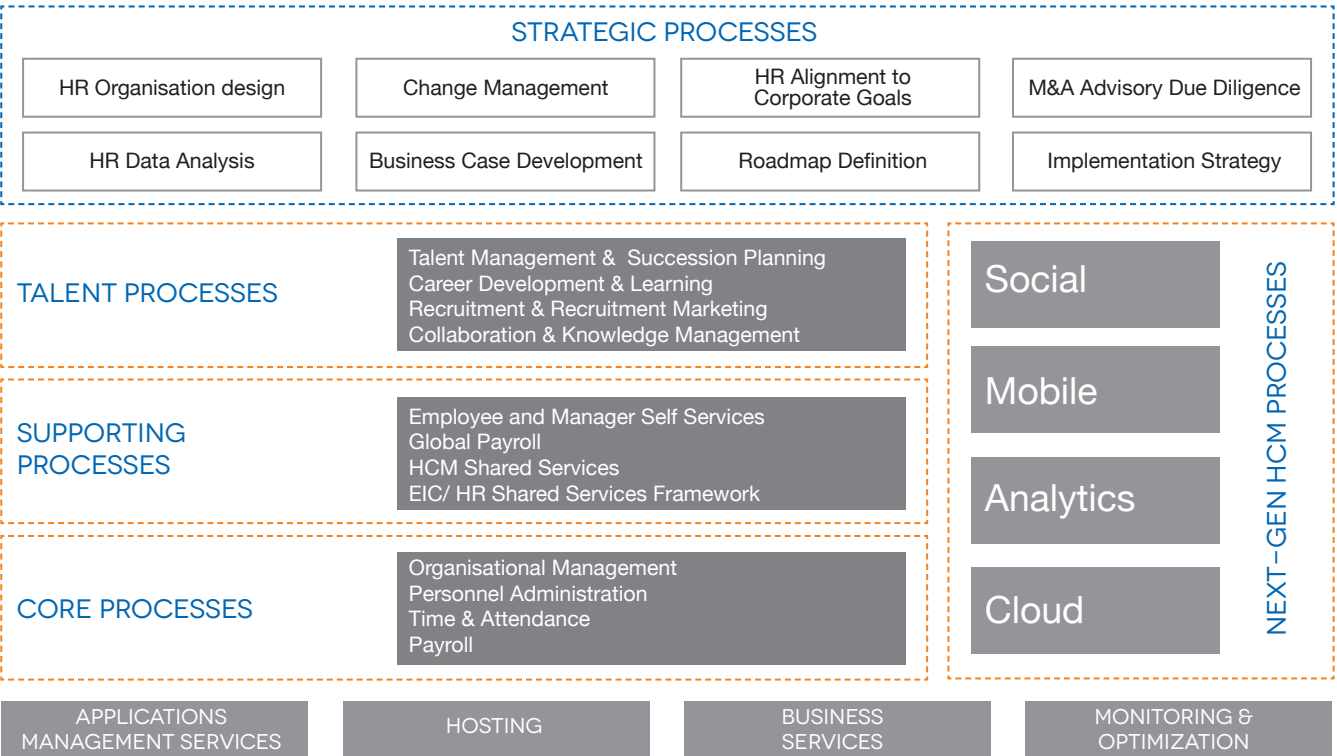 STRATEGIC PROCESSES
HR Organisation design
Change Management
HR Alignment to
Corporate Goals
M&A Advisory Due Diligence
HR Data Analysis
Business Case Development
Roadmap Definition
Implementation Strategy
TALENT PROCESSES
Talent Management & Succession Planning
Career Development & Learning
Recruitment & Recruitment Marketing
Collaboration & Knowledge Management
SUPPORTING
PROCESSES
Employee and Manager Self Services
Global Payroll
HCM Shared Services
EIC/ HR Shared Services Framework
CORE PROCESSES
Organisational Management
Personnel Administration
Time & Attendance
Payroll
Social
Mobile
Analytics
Cloud
NEXT-GEN HCM PROCESSES
APPLICATIONS
MANAGEMENT SERVICES
HOSTING
BUSINESS
SERVICES
MONITORING &
OPTIMIZATION